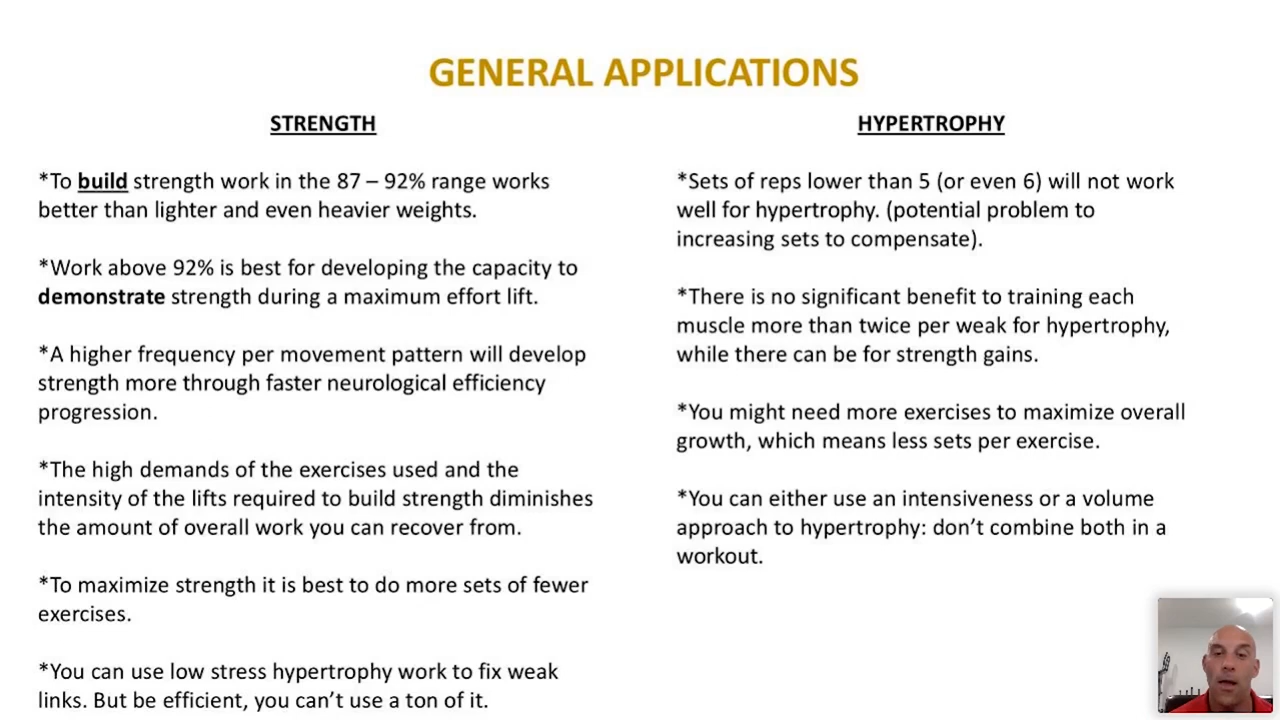 GENERAL APPLICATIONS
STRENGTH
*To build strength work in the 87 – 92% range works
better than lighter and even heavier weights.
*Work above 92% is best for developing the capacity to
demonstrate strength during a maximum effort lift.
*A higher frequency per movement pattern will develop
strength more through faster neurological efficiency
progression.
*The high demands of the exercises used and the
intensity of the lifts required to build strength diminishes
the amount of overall work you can recover from.
*To maximize strength it is best to do more sets of fewer
exercises.
*You can use low stress hypertrophy work to fix weak
links. But be efficient, you can’t use a ton of it.
HYPERTROPHY
*Sets of reps lower than 5 (or even 6) will not work
well for hypertrophy. (potential problem to
increasing sets to compensate).
*There is no significant benefit to training each
muscle more than twice per weak for hypertrophy,
while there can be for strength gains.
*You might need more exercises to maximize overall
growth, which means less sets per exercise.
*You can either use an intensiveness or a volume
approach to hypertrophy: don’t combine both in a
workout.